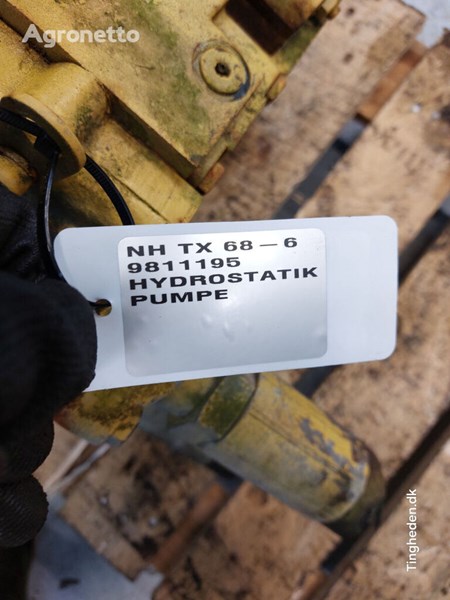 Agronetto
NH TX 68 – 6
9811195
HYDROSTATIK
PUMPE
Tingheden.dk